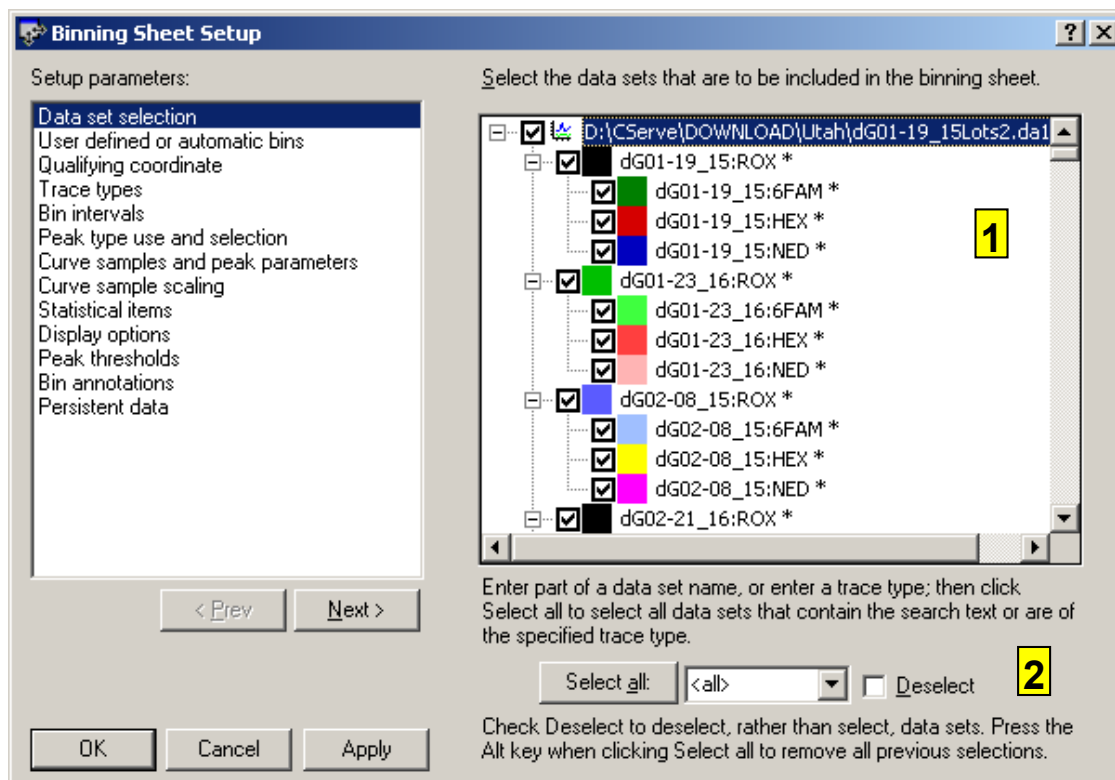 Binning Sheet Setup
Setup parameters:
Data set selection
User defined or automatic bins
Qualifying coordinate
Trace types
Bin intervals
Peak type use and selection
Curve samples and peak parameters
Curve sample scaling
Statistical items
Display options
Peak thresholds
Bin annotations
Persistent data
< Prev
Next >
OK
Cancel
Apply
Select the data sets that are to be included in the binning sheet.
D:\CServe\DOWNLOAD\Utah\dG01-19_15Lots2.da1
dG01-19_15:ROX *
dG01-19_15:6FAM *
dG01-19_15:HEX *
dG01-19_15:NED *
dG01-23_16:ROX *
dG01-23_16:6FAM *
dG01-23_16:HEX *
dG01-23_16:NED *
dG02-08_15:ROX *
dG02-08_15:6FAM *
dG02-08_15:HEX *
dG02-08_15:NED *
dG02-21_16:ROX *
1
Enter part of a data set name, or enter a trace type; then click
Select all to select all data sets that contain the search text or are of
the specified trace type.
Select all:
<all>
Deselect
2
Check Deselect to deselect, rather than select, data sets. Press the
Alt key when clicking Select all to remove all previous selections.